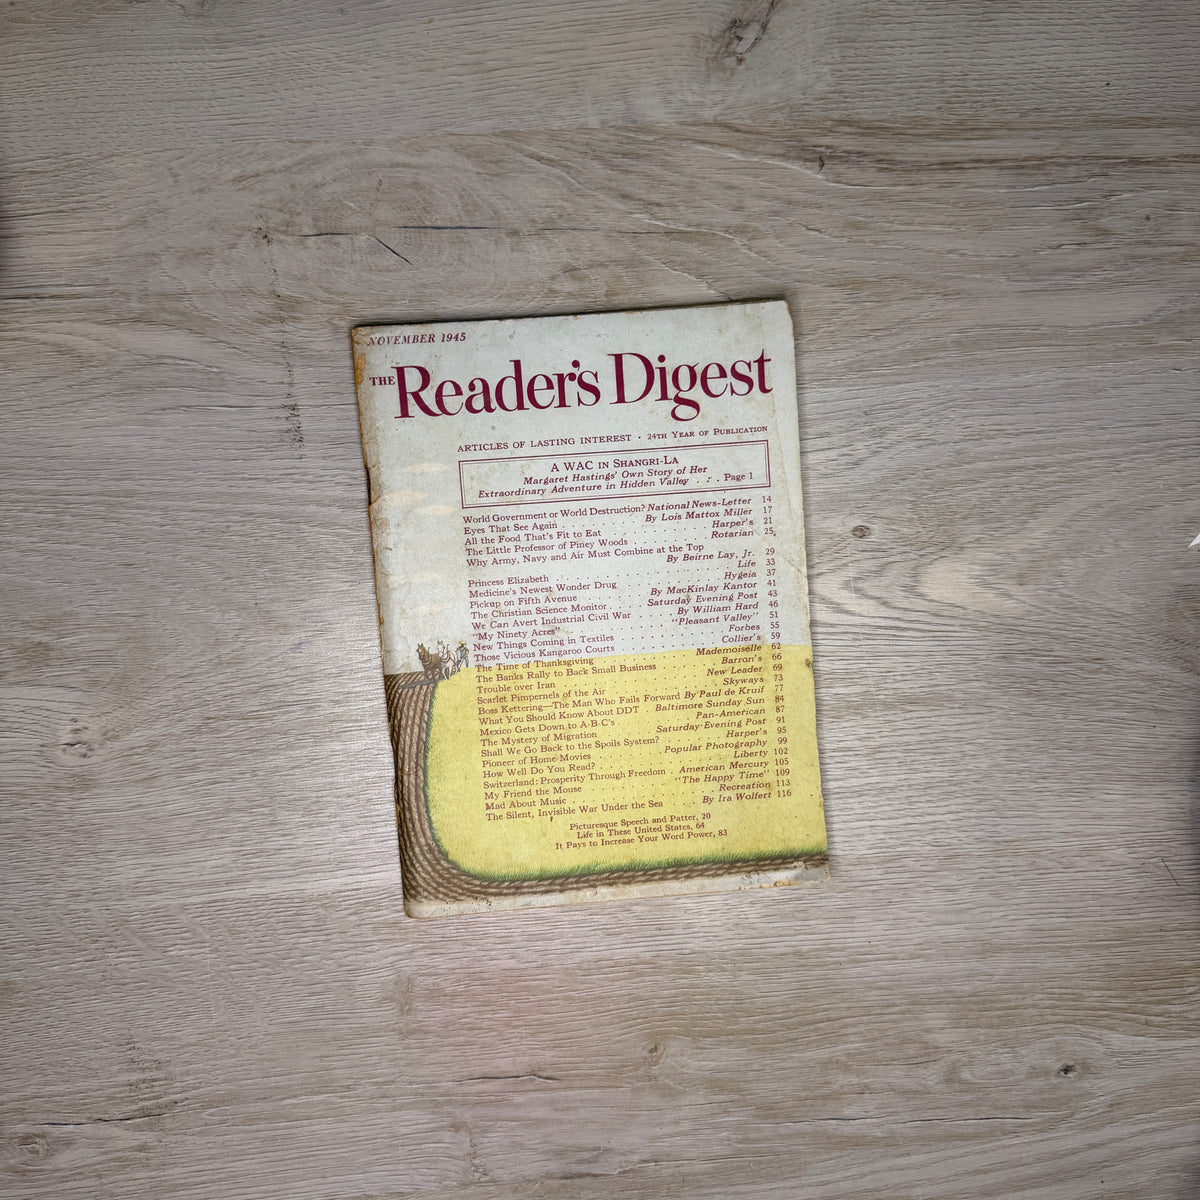 NOVEMBER 1945
THE Reader's Digest
ARTICLES OF LASTING INTEREST • 24TH YEAR OF PUBLICATION
A WAC IN SHANGRI-LA
Margaret Hastings' Own Story of Her
Extraordinary Adventure in Hidden Valley . . . . Page 1
World Government or World Destruction? National News-Letter 14
Eyes That See Again By Lois Mattox Miller 17
All the Food That's Fit to Eat Harper's 21
The Little Professor of Piney Woods Rotarian 25
Why Army, Navy and Air Must Combine at the Top
By Beirne Lay, Jr. 29
Princess Elizabeth Life 33
Medicine's Newest Wonder Drug Hygeia 37
Pickup on Fifth Avenue By MacKinlay Kantor 41
The Christian Science Monitor Saturday Evening Post 43
We Can Avert Industrial Civil War By William Hard 46
"My Ninety Acres" "Pleasant Valley" 51
New Things Coming in Textiles Forbes 55
Those Vicious Kangaroo Courts Collier's 59
The Time of Thanksgiving Mademoiselle 62
The Banks Rally to Back Small Business Barron's 66
Trouble over Iran New Leader 69
Scarlet Pimpernels of the Air Skyways 73
Boss Kettering—The Man Who Fails Forward By Paul de Kruif 77
What You Should Know About DDT Baltimore Sunday Sun 84
Mexico Gets Down to A-B-C's Pan-American 87
The Mystery of Migration Saturday Evening Post 91
Shall We Go Back to the Spoils System? Harper's 95
Pioneer of Home Movies Popular Photography 99
How Well Do You Read? Liberty 102
Switzerland: Prosperity Through Freedom American Mercury 105
My Friend the Mouse "The Happy Time" 109
Mad About Music Recreation 113
The Silent, Invisible War Under the Sea By Ira Wolfert 116
Picturesque Speech and Patter, 20
Life in These United States, 64
It Pays to Increase Your Word Power, 83